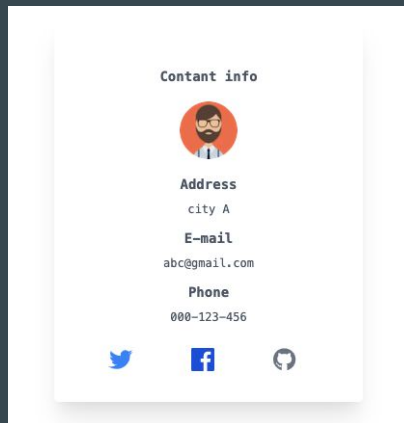 Contant info
Address
city A
E-mail
abc@gmail.com
Phone
000-123-456